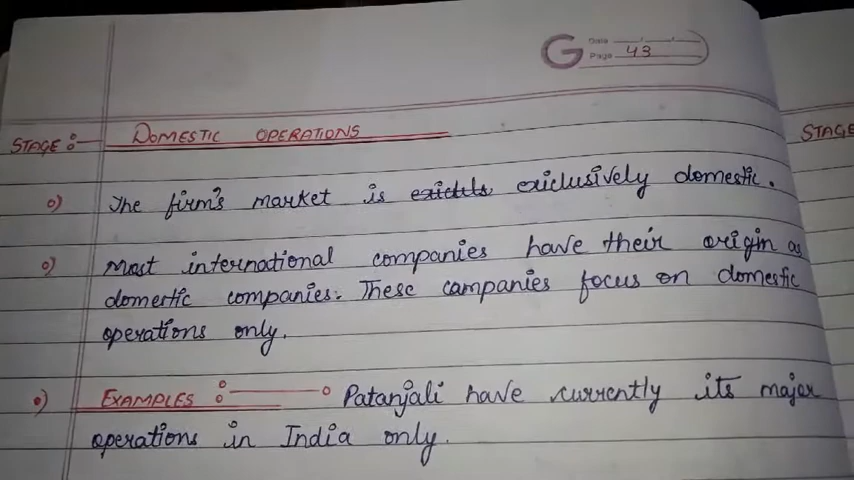 G Date
Page 43
STAGE :- DOMESTIC OPERATIONS
STAGE
o) The firm's market is exiclusively domestic.
o) Most international companies have their origin as
domestic companies. These companies focus on domestic
operations only.
o) EXAMPLES :- Patanjali have currently its major
operations in India only.